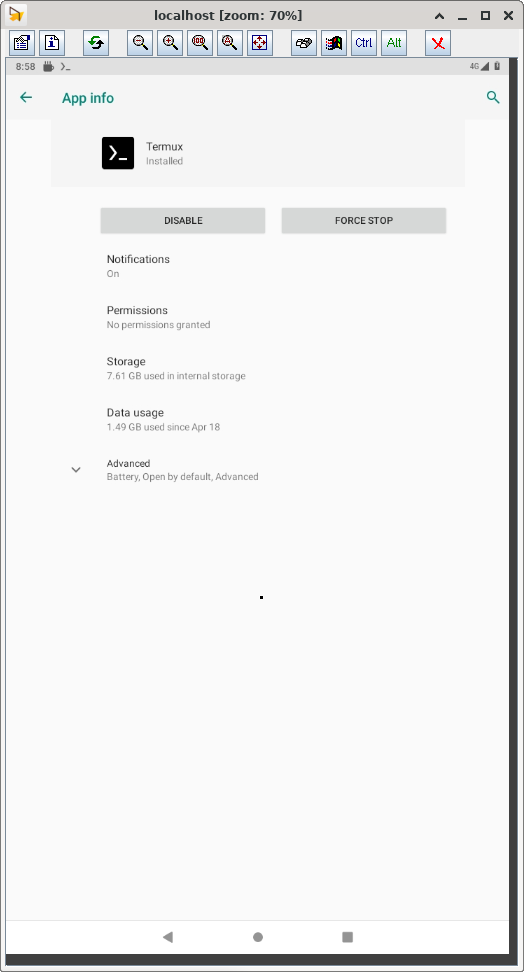 localhost [zoom: 70%]
Ctrl Alt
8:58 4G
App info
Termux
Installed
DISABLE FORCE STOP
Notifications
On
Permissions
No permissions granted
Storage
7.61 GB used in internal storage
Data usage
1.49 GB used since Apr 18
Advanced
Battery, Open by default, Advanced